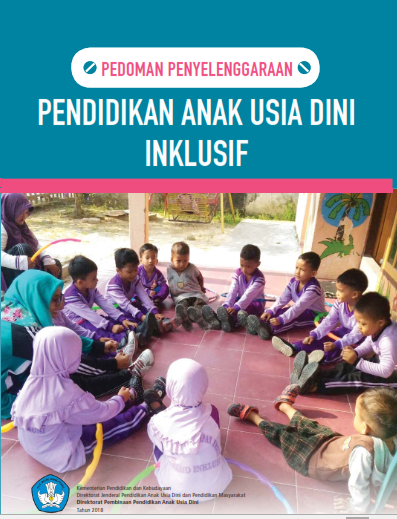 PEDOMAN PENYELENGGARAAN
PENDIDIKAN ANAK USIA DINI
INKLUSIF
Kementerian Pendidikan dan Kebudayaan
Direktorat Jenderal Pendidikan Anak Usia Dini dan Pendidikan Masyarakat
Direktorat Pembinaan Pendidikan Anak Usia Dini
Tahun 2018